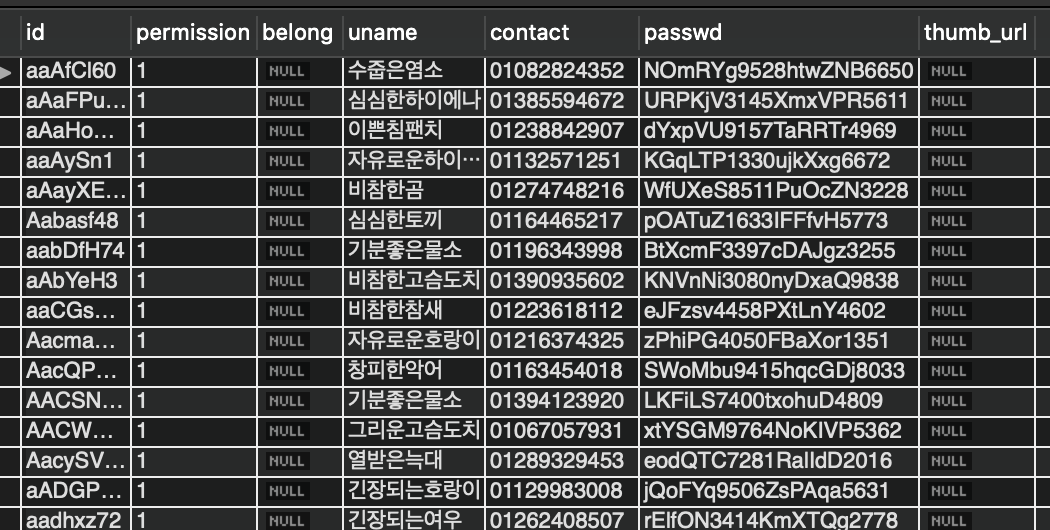 id permission belong uname contact passwd thumb_url
aaAfCl60 1 NULL 수줍은염소 01082824352 NOmRYg9528htwZNB6650 NULL
aAaFPu... 1 NULL 심심한하이에나 01385594672 URPKjV3145XmxVPR5611 NULL
aAaHo... 1 NULL 이쁜침팬치 01238842907 dYxpVU9157TaRRTr4969 NULL
aaAySn1 1 NULL 자유로운하이... 01132571251 KGqLTP1330ujkXxg6672 NULL
aAayXE... 1 NULL 비참한곰 01274748216 WfUXeS8511PuOcZN3228 NULL
Aabasf48 1 NULL 심심한토끼 01164465217 pOATuZ1633IFFfvH5773 NULL
aabDfH74 1 NULL 기분좋은물소 01196343998 BtXcmF3397cDAJgz3255 NULL
aAbYeH3 1 NULL 비참한고슴도치 01390935602 KNVnNi3080nyDxaQ9838 NULL
aaCGs... 1 NULL 비참한참새 01223618112 eJFzsv4458PXtLnY4602 NULL
Aacma... 1 NULL 자유로운호랑이 01216374325 zPhiPG4050FBaXor1351 NULL
AacQP... 1 NULL 창피한악어 01163454018 SWoMbu9415hqcGDj8033 NULL
AACSN... 1 NULL 기분좋은물소 01394123920 LKFiLS7400txohuD4809 NULL
AACW... 1 NULL 그리운고슴도치 01067057931 xtYSGM9764NoKIVP5362 NULL
AacySV... 1 NULL 열받은늑대 01289329453 eodQTC7281RalldD2016 NULL
aADGP... 1 NULL 긴장되는호랑이 01129983008 jQoFYq9506ZsPAqa5631 NULL
aadhxz72 1 NULL 긴장되는여우 01262408507 rElfON3414KmXTQg2778 NULL